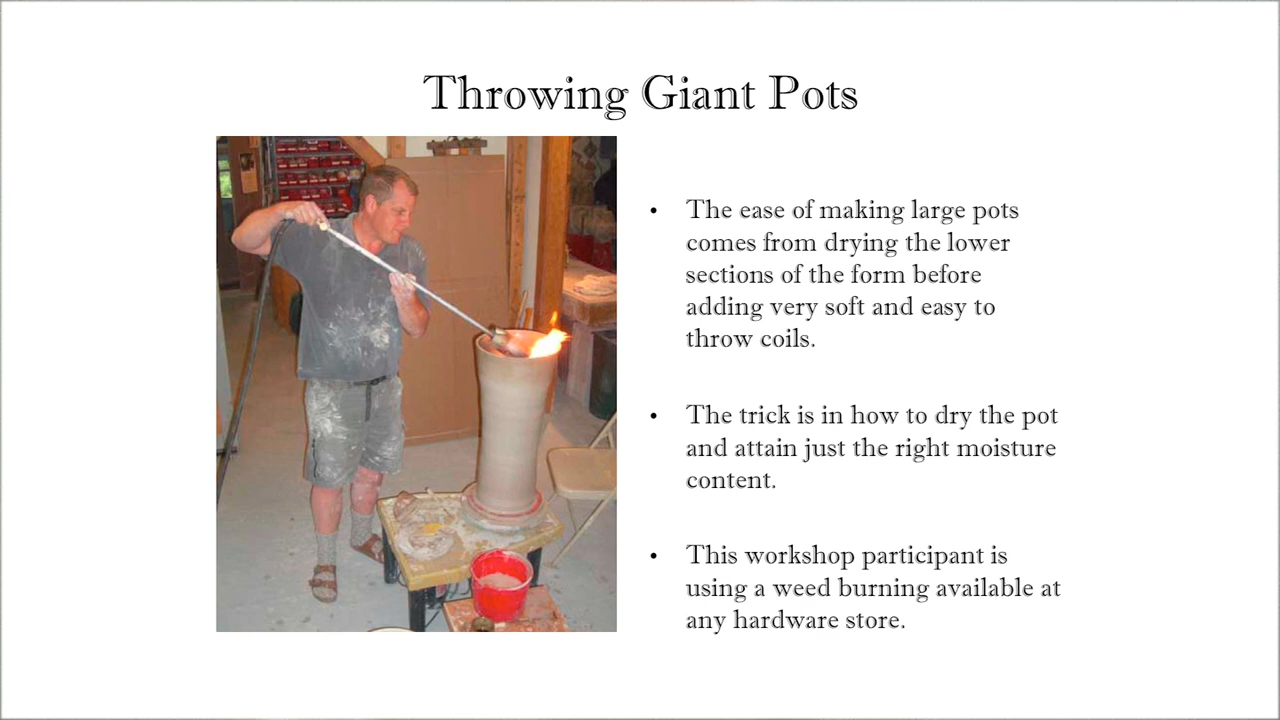 Throwing Giant Pots
• The ease of making large pots
comes from drying the lower
sections of the form before
adding very soft and easy to
throw coils.
• The trick is in how to dry the pot
and attain just the right moisture
content.
• This workshop participant is
using a weed burning available at
any hardware store.